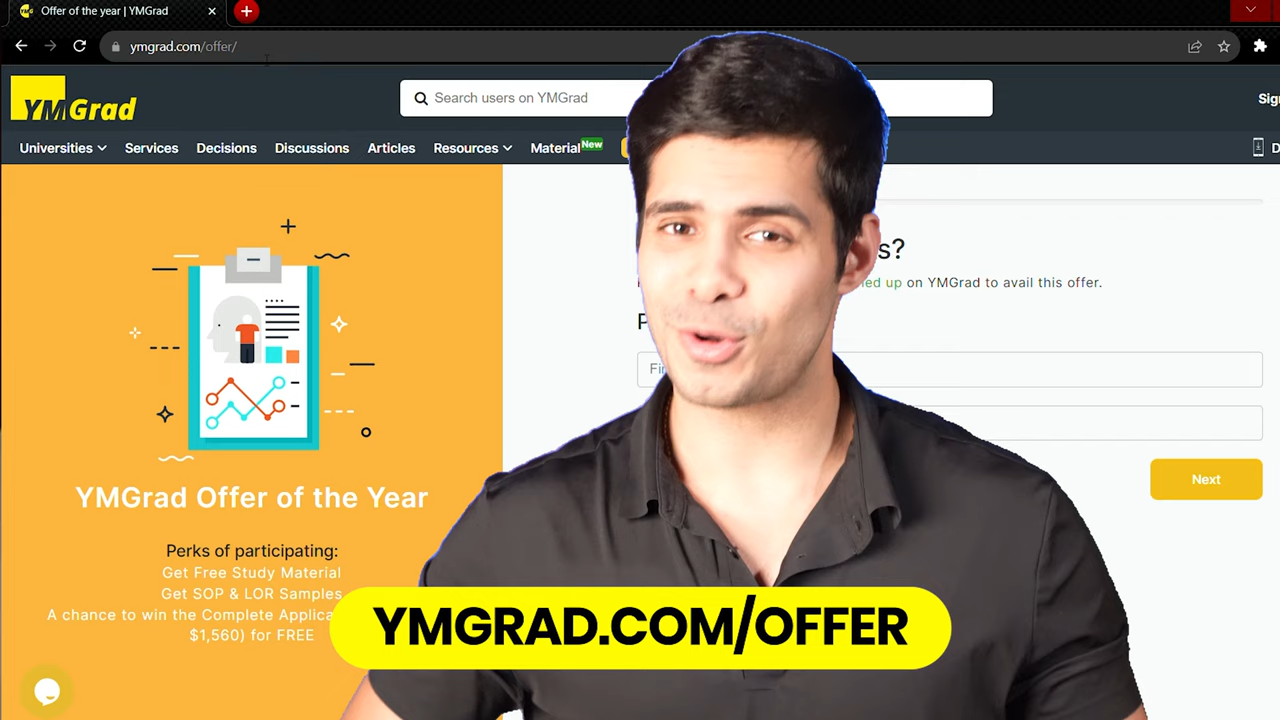 Offer of the year | YMGrad
ymgrad.com/offer/
YMGrad
Search users on YMGrad
Universities
Services
Decisions
Discussions
Articles
Resources
Material
New
s?
on YMGrad to avail this offer.
Next
YMGrad Offer of the Year
Perks of participating:
Get Free Study Material
Get SOP & LOR Samples
A chance to win the Complete
$1,560) for FREE
YMGRAD.COM/OFFER